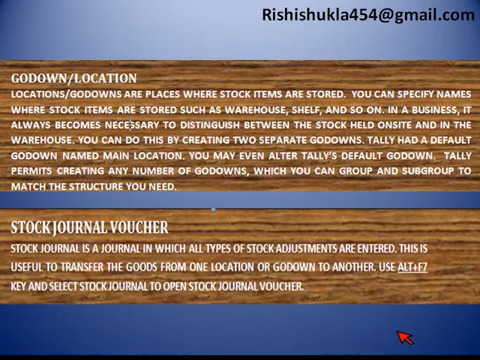 Rishishukla454@gmail.com
GODOWN/LOCATION
LOCATIONS/GODOWNS ARE PLACES WHERE STOCK ITEMS ARE STORED. YOU CAN SPECIFY NAMES
WHERE STOCK ITEMS ARE STORED SUCH AS WAREHOUSE, SHELF, AND SO ON. IN A BUSINESS, IT
ALWAYS BECOMES NECESSARY TO DISTINGUISH BETWEEN THE STOCK HELD ONSITE AND IN THE
WAREHOUSE. YOU CAN DO THIS BY CREATING TWO SEPARATE GODOWNS. TALLY HAD A DEFAULT
GODOWN NAMED MAIN LOCATION. YOU MAY EVEN ALTER TALLY'S DEFAULT GODOWN. TALLY
PERMITS CREATING ANY NUMBER OF GODOWNS, WHICH YOU CAN GROUP AND SUBGROUP TO
MATCH THE STRUCTURE YOU NEED.
STOCK JOURNAL VOUCHER
STOCK JOURNAL IS A JOURNAL IN WHICH ALL TYPES OF STOCK ADJUSTMENTS ARE ENTERED. THIS IS
USEFUL TO TRANSFER THE GOODS FROM ONE LOCATION OR GODOWN TO ANOTHER. USE ALT+F7
KEY AND SELECT STOCK JOURNAL TO OPEN STOCK JOURNAL VOUCHER.